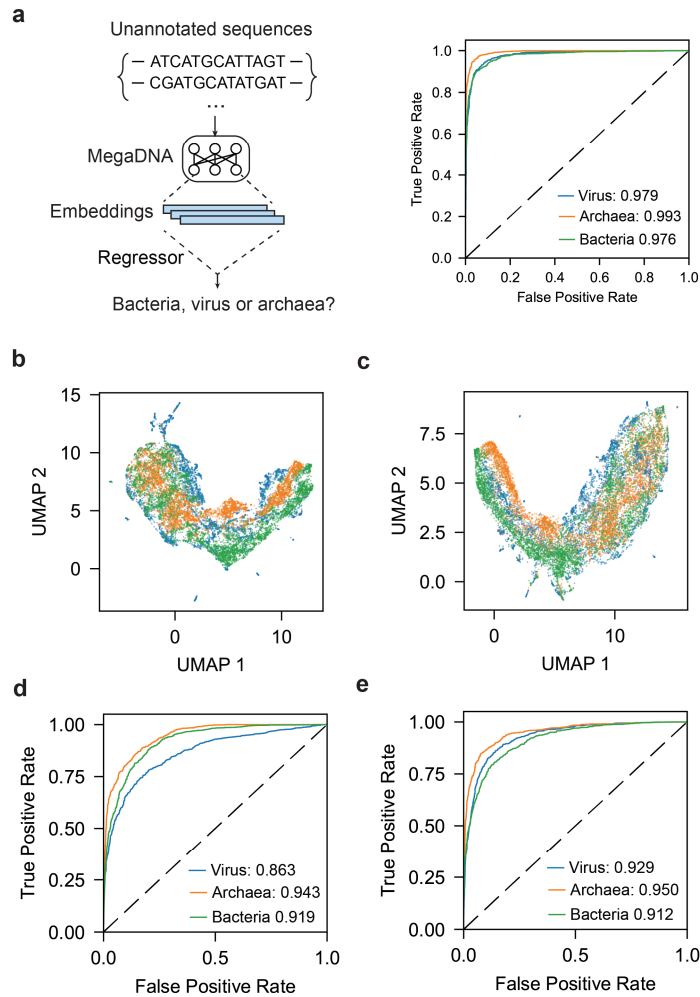 a
Unannotated sequences
ATCATGCATTAGT
CGATGCATATGAT
...
MegaDNA
Embeddings
Regressor
Bacteria, virus or archaea?
True Positive Rate
1.0
0.8
0.6
0.4
0.2
0.0
Virus: 0.979
Archaea: 0.993
Bacteria 0.976
0.0 0.2 0.4 0.6 0.8 1.0
False Positive Rate
b
UMAP 2
15
10
5
0
0 10
UMAP 1
c
UMAP 2
7.5
5.0
2.5
0.0
0 10
UMAP 1
d
True Positive Rate
1.00
0.75
0.50
0.25
0.00
Virus: 0.863
Archaea: 0.943
Bacteria 0.919
0.0 0.5 1.0
False Positive Rate
e
True Positive Rate
1.00
0.75
0.50
0.25
0.00
Virus: 0.929
Archaea: 0.950
Bacteria 0.912
0.0 0.5 1.0
False Positive Rate